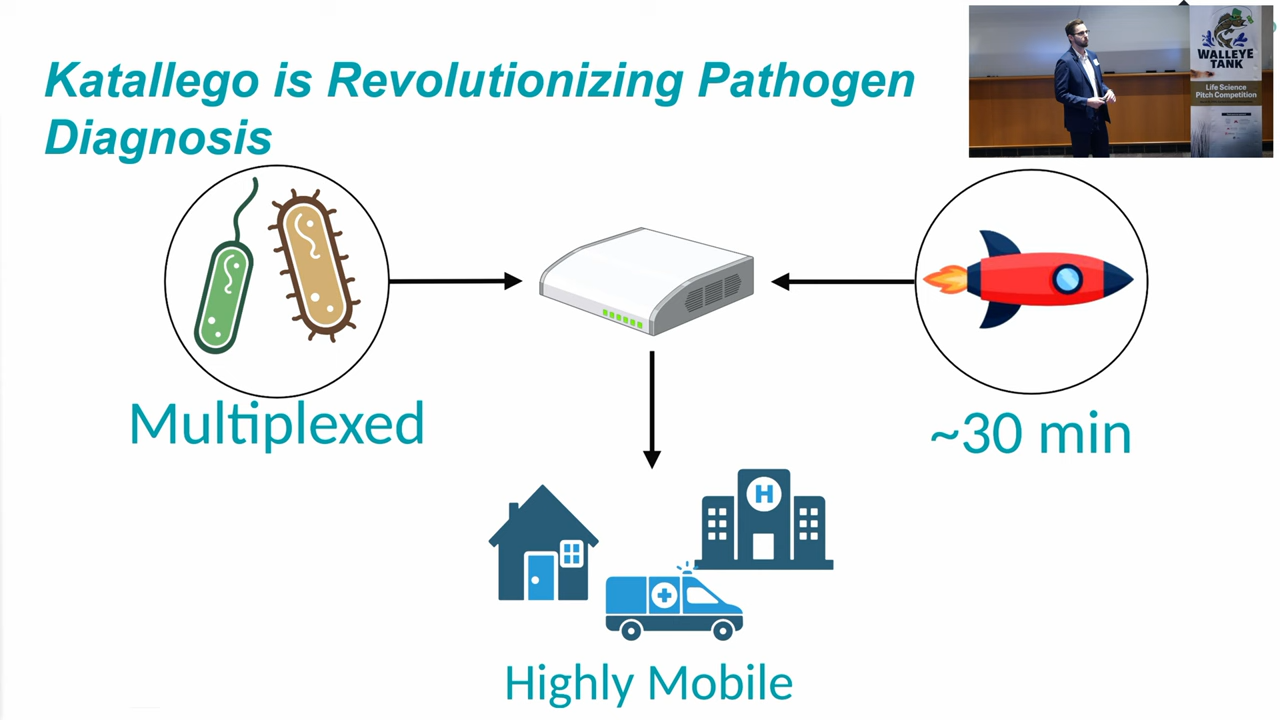 Katallego is Revolutionizing Pathogen
Diagnosis
WALLEYE
TANK
Life Science
Pitch Competition
Multiplexed
~30 min
H
Highly Mobile